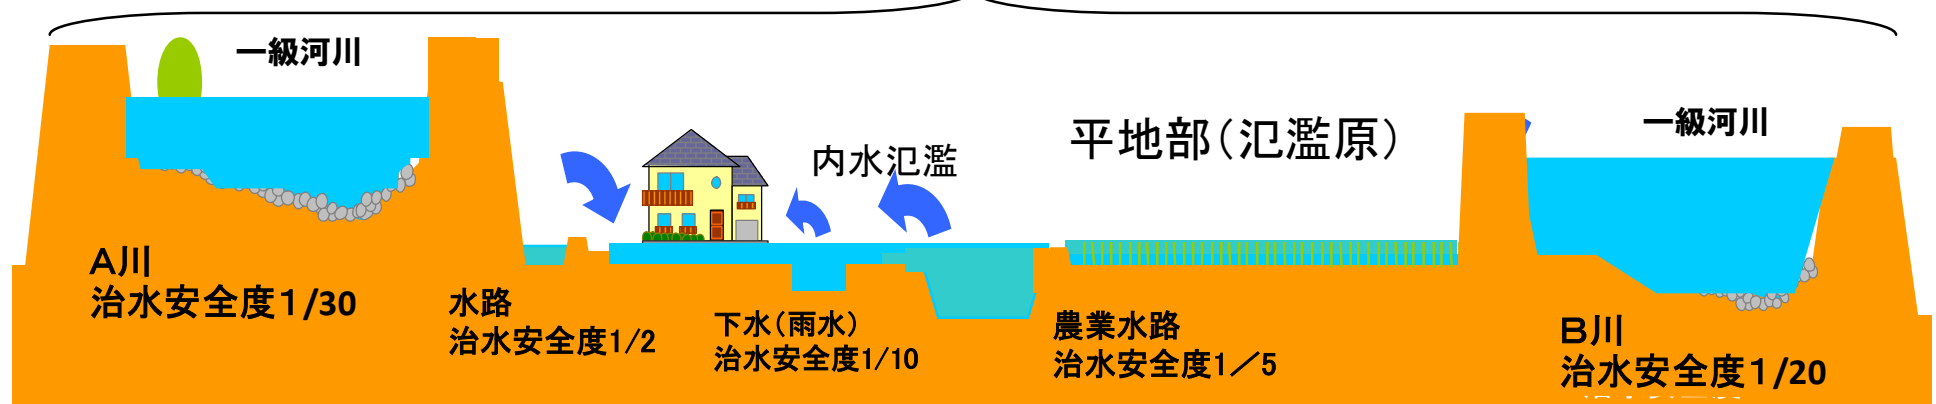 一級河川
平地部（氾濫原）
一級河川
内水氾濫
A川
治水安全度１/30
水路
治水安全度1/2
下水（雨水）
治水安全度1/10
農業水路
治水安全度1／5
B川
治水安全度１/20